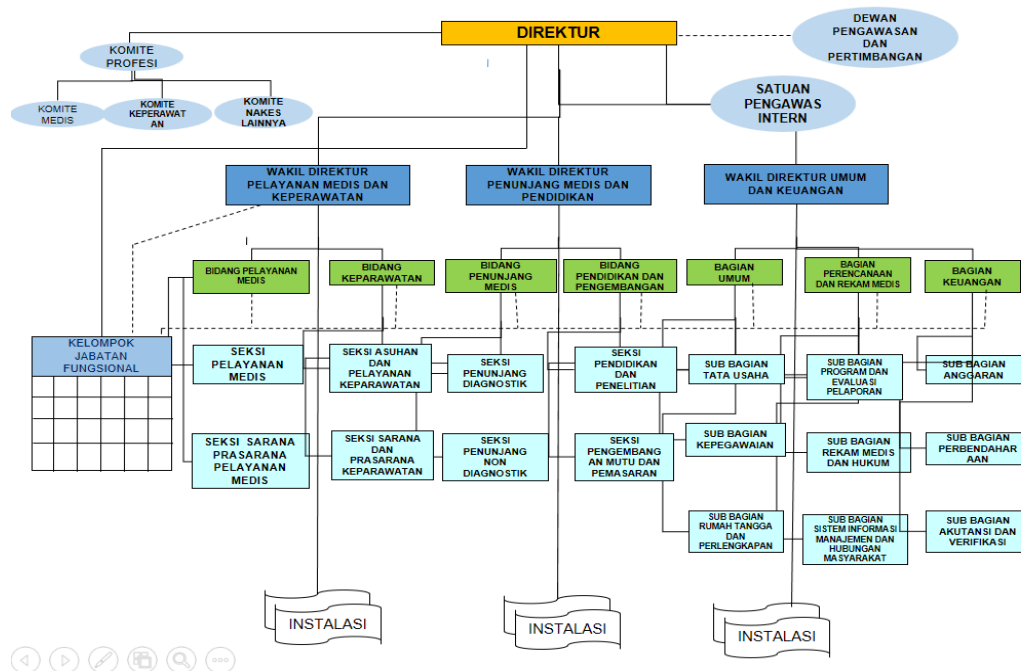 DIREKTUR
DEWAN
PENGAWASAN
DAN
PERTIMBANGAN
KOMITE
PROFESI
KOMITE
MEDIS
KOMITE
KEPERAWAT
AN
KOMITE
NAKES
LAINNYA
SATUAN
PENGAWAS
INTERN
WAKIL DIREKTUR
PELAYANAN MEDIS DAN
KEPERAWATAN
WAKIL DIREKTUR
PENUNJANG MEDIS DAN
PENDIDIKAN
WAKIL DIREKTUR UMUM
DAN KEUANGAN
BIDANG PELAYANAN
MEDIS
BIDANG
KEPARAWATAN
BIDANG
PENUNJANG
MEDIS
BIDANG
PENDIDIKAN DAN
PENGEMBANGAN
BAGIAN
UMUM
BAGIAN
PERENCANAAN
DAN REKAM MEDIS
BAGIAN
KEUANGAN
KELOMPOK
JABATAN
FUNGSIONAL
SEKSI
PELAYANAN
MEDIS
SEKSI ASUHAN
DAN
PELAYANAN
KEPARAWATAN
SEKSI
PENUNJANG
DIAGNOSTIK
SEKSI
PENDIDIKAN
DAN
PENELITIAN
SUB BAGIAN
TATA USAHA
SUB BAGIAN
PROGRAM DAN
EVALUASI
PELAPORAN
SUB BAGIAN
ANGGARAN
SEKSI SARANA
PRASARANA
PELAYANAN
MEDIS
SEKSI SARANA
DAN
PRASARANA
KEPARAWATAN
SEKSI
PENUNJANG
NON
DIAGNOSTIK
SEKSI
PENGEMBANG
AN MUTU DAN
PEMASARAN
SUB BAGIAN
KEPEGAWAIAN
SUB BAGIAN
REKAM MEDIS
DAN HUKUM
SUB BAGIAN
PERBENDAHAR
AAN
SUB BAGIAN
RUMAH TANGGA
DAN
PERLENGKAPAN
SUB BAGIAN
SISTEM INFORMASI
MANAJEMEN DAN
HUBUNGAN
MASYARAKAT
SUB BAGIAN
AKUTANSI DAN
VERIFIKASI
INSTALASI
INSTALASI
INSTALASI